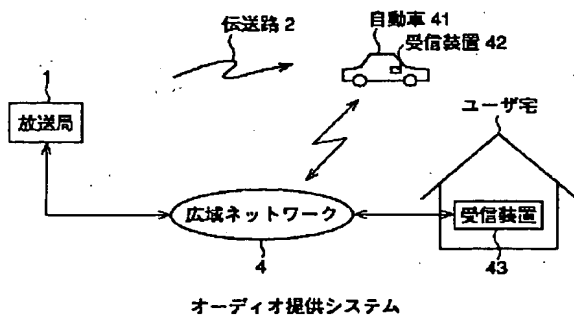 伝送路 2
自動車 41
受信装置 42
1
放送局
ユーザ宅
広域ネットワーク
受信装置
4
43
オーディオ提供システム